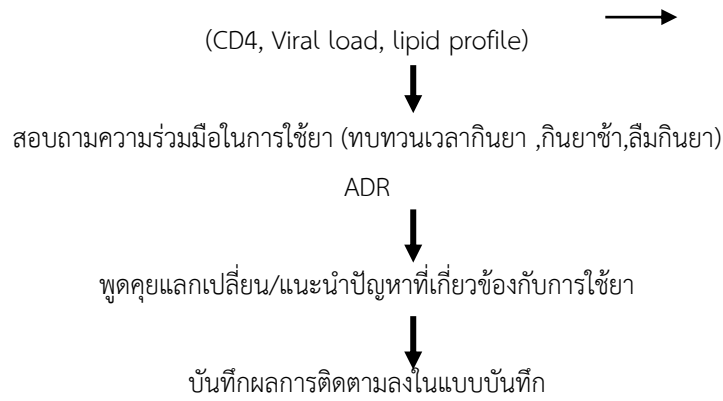 (CD4, Viral load, lipid profile)
สอบถามความร่วมมือในการใช้ยา (ทบทวนเวลากินยา ,กินยาช้า,ลืมกินยา)
ADR
พูดคุยแลกเปลี่ยน/แนะนำปัญหาที่เกี่ยวข้องกับการใช้ยา
บันทึกผลการติดตามลงในแบบบันทึก